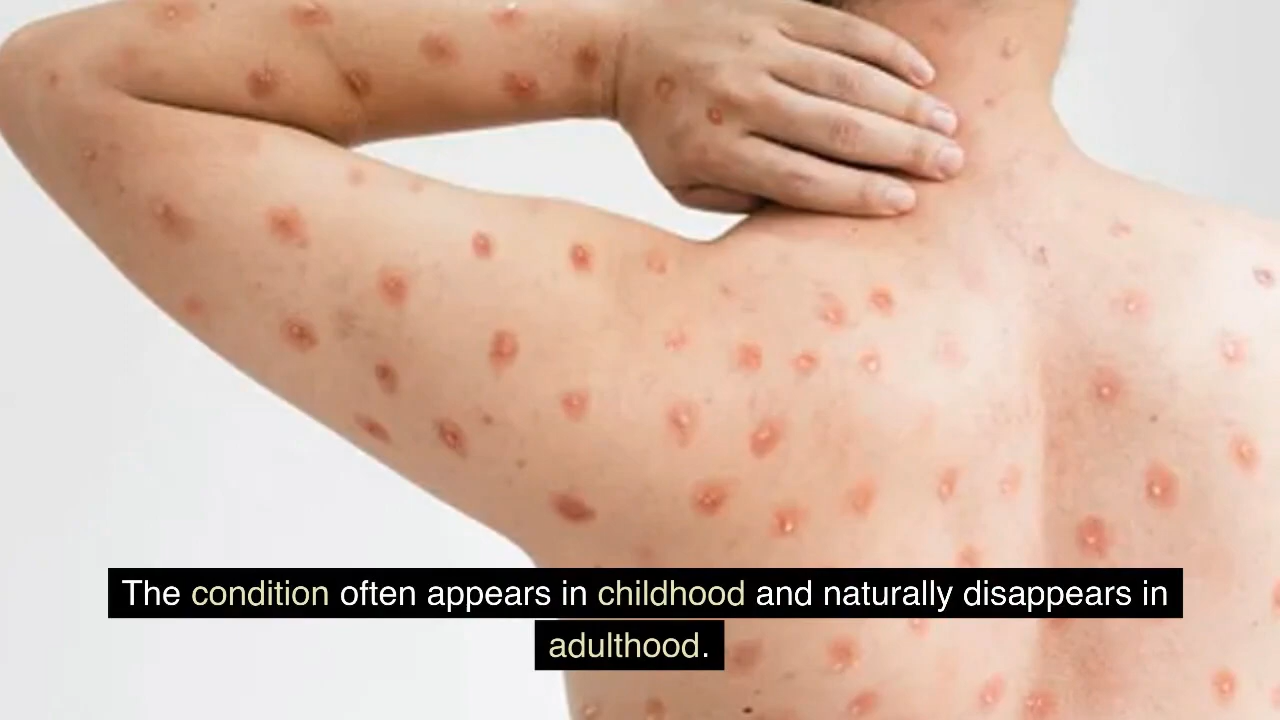 The condition often appears in childhood and naturally disappears in
adulthood.